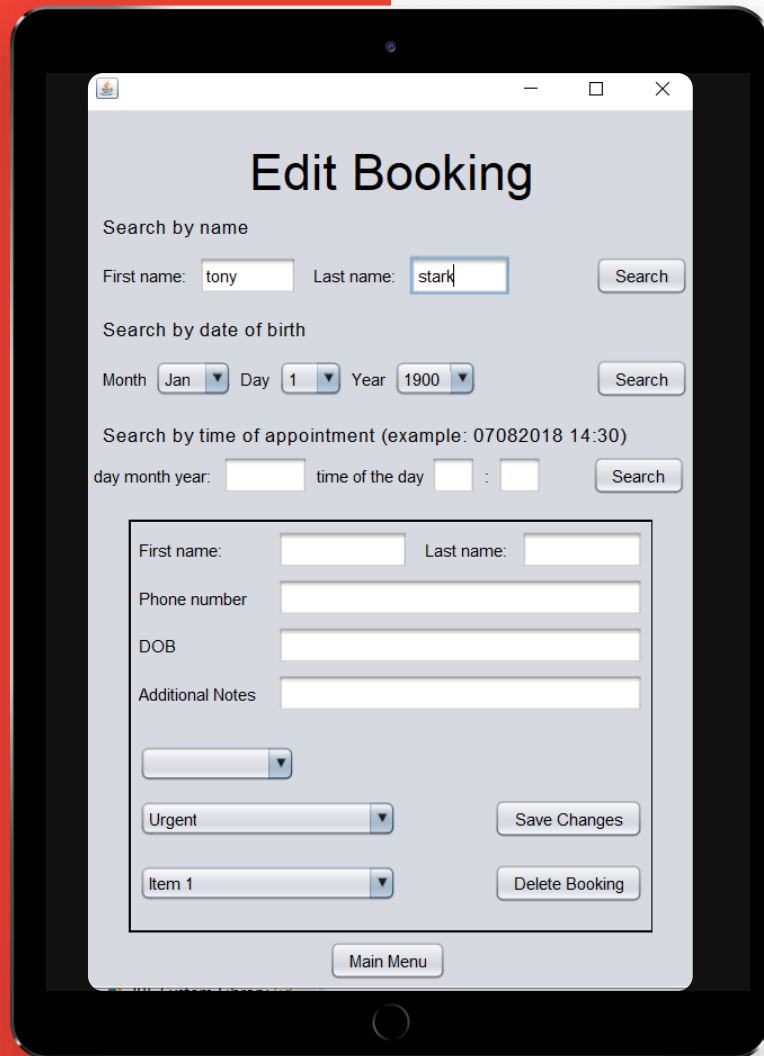 Edit Booking
Search by name
First name: tony Last name: stark Search
Search by date of birth
Month Jan Day 1 Year 1900 Search
Search by time of appointment (example: 07082018 14:30)
day month year: time of the day : Search
First name: Last name:
Phone number
DOB
Additional Notes
Urgent Save Changes
Item 1 Delete Booking
Main Menu